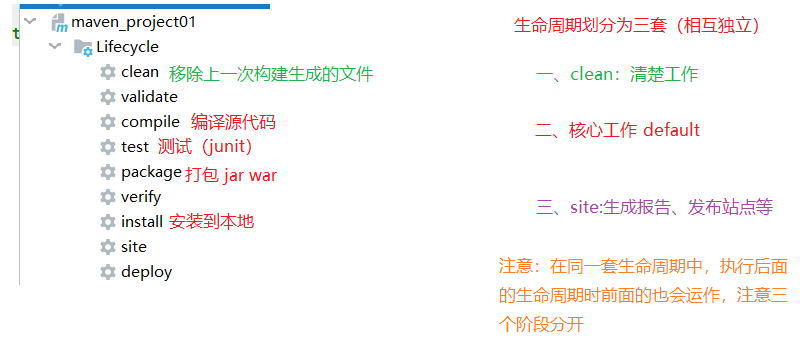 t
maven_project01
Lifecycle
clean 移除上一次构建生成的文件
validate
compile 编译源代码
test 测试（junit）
package 打包 jar war
verify
install 安装到本地
site
deploy
生命周期划分为三套（相互独立）
一、clean：清楚工作
二、核心工作 default
三、site:生成报告、发布站点等
注意：在同一套生命周期中，执行后面
的生命周期时前面的也会运作，注意三
个阶段分开